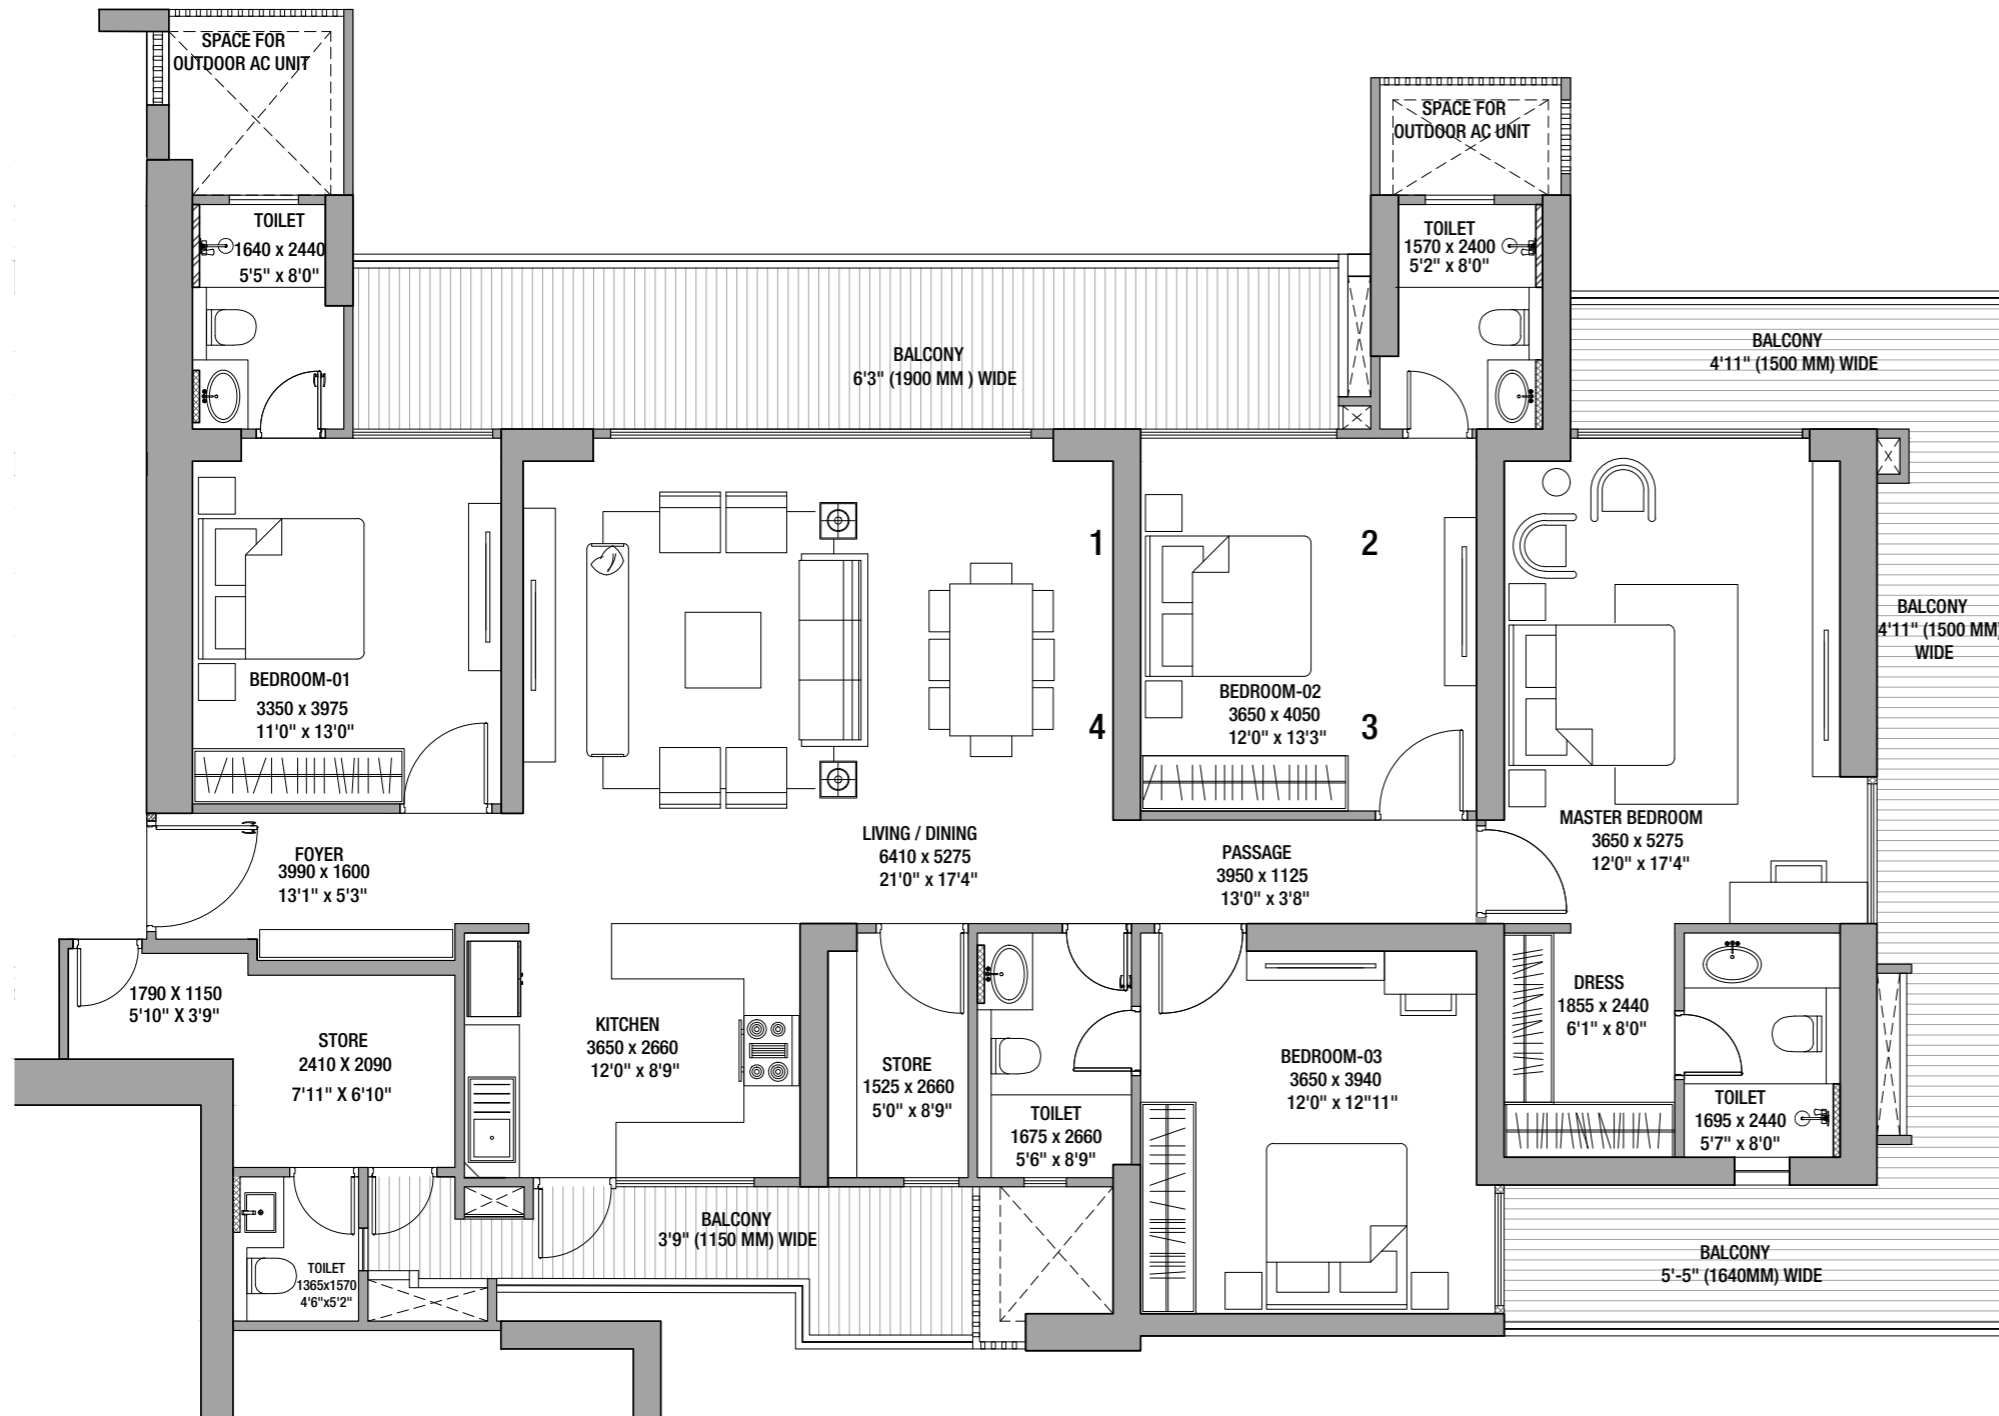 SPACE FOR
OUTDOOR AC UNIT
SPACE FOR
OUTDOOR AC UNIT
TOILET
1640 x 2440
5'5" x 8'0"
TOILET
1570 x 2400
5'2" x 8'0"
BALCONY
6'3" (1900 MM ) WIDE
BALCONY
4'11" (1500 MM) WIDE
1
2
BALCONY
4'11" (1500 MM)
WIDE
BEDROOM-01
3350 x 3975
11'0" x 13'0"
4
BEDROOM-02
3650 x 4050
12'0" x 13'3"
3
MASTER BEDROOM
3650 x 5275
12'0" x 17'4"
FOYER
3990 x 1600
13'1" x 5'3"
LIVING / DINING
6410 x 5275
21'0" x 17'4"
PASSAGE
3950 x 1125
13'0" x 3'8"
1790 X 1150
5'10" X 3'9"
STORE
2410 X 2090
7'11" X 6'10"
KITCHEN
3650 x 2660
12'0" x 8'9"
STORE
1525 x 2660
5'0" x 8'9"
TOILET
1675 x 2660
5'6" x 8'9"
BEDROOM-03
3650 x 3940
12'0" x 12"11"
DRESS
1855 x 2440
6'1" x 8'0"
TOILET
1695 x 2440
5'7" x 8'0"
TOILET
1365x1570
4'6"x5'2"
BALCONY
3'9" (1150 MM) WIDE
BALCONY
5'-5" (1640MM) WIDE